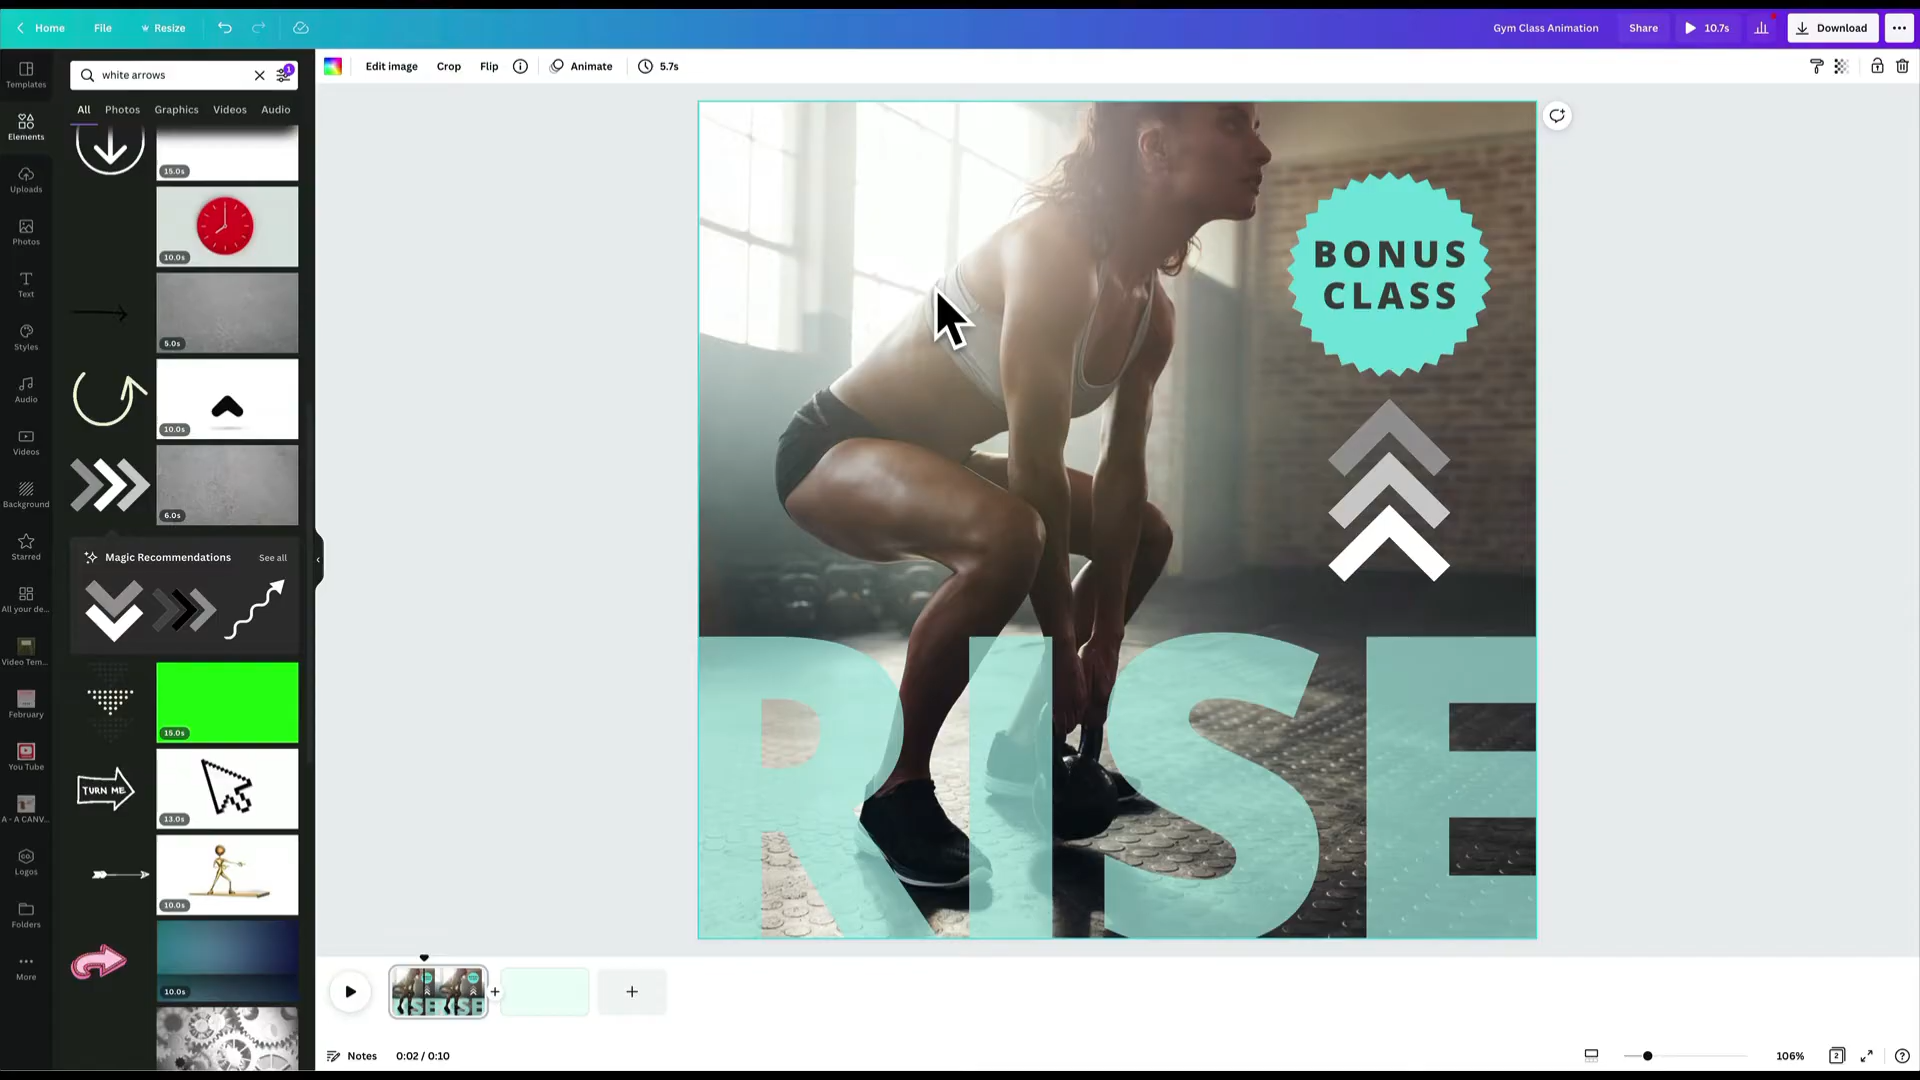 Home
File
Resize
Gym Class Animation
Share
10.7s
Download
Templates
Elements
Uploads
Photos
Text
Styles
Audio
Videos
Background
Starred
All your de...
Video Tem...
February
You Tube
A - A CANV...
Logos
Folders
More
white arrows
1
All
Photos
Graphics
Videos
Audio
15.0s
10.0s
5.0s
10.0s
6.0s
Magic Recommendations
See all
15.0s
TURN ME
13.0s
10.0s
10.0s
Edit image
Crop
Flip
Animate
5.7s
BONUS
CLASS
RISE
RISE
RISE
Notes
0:02 / 0:10
106%
2